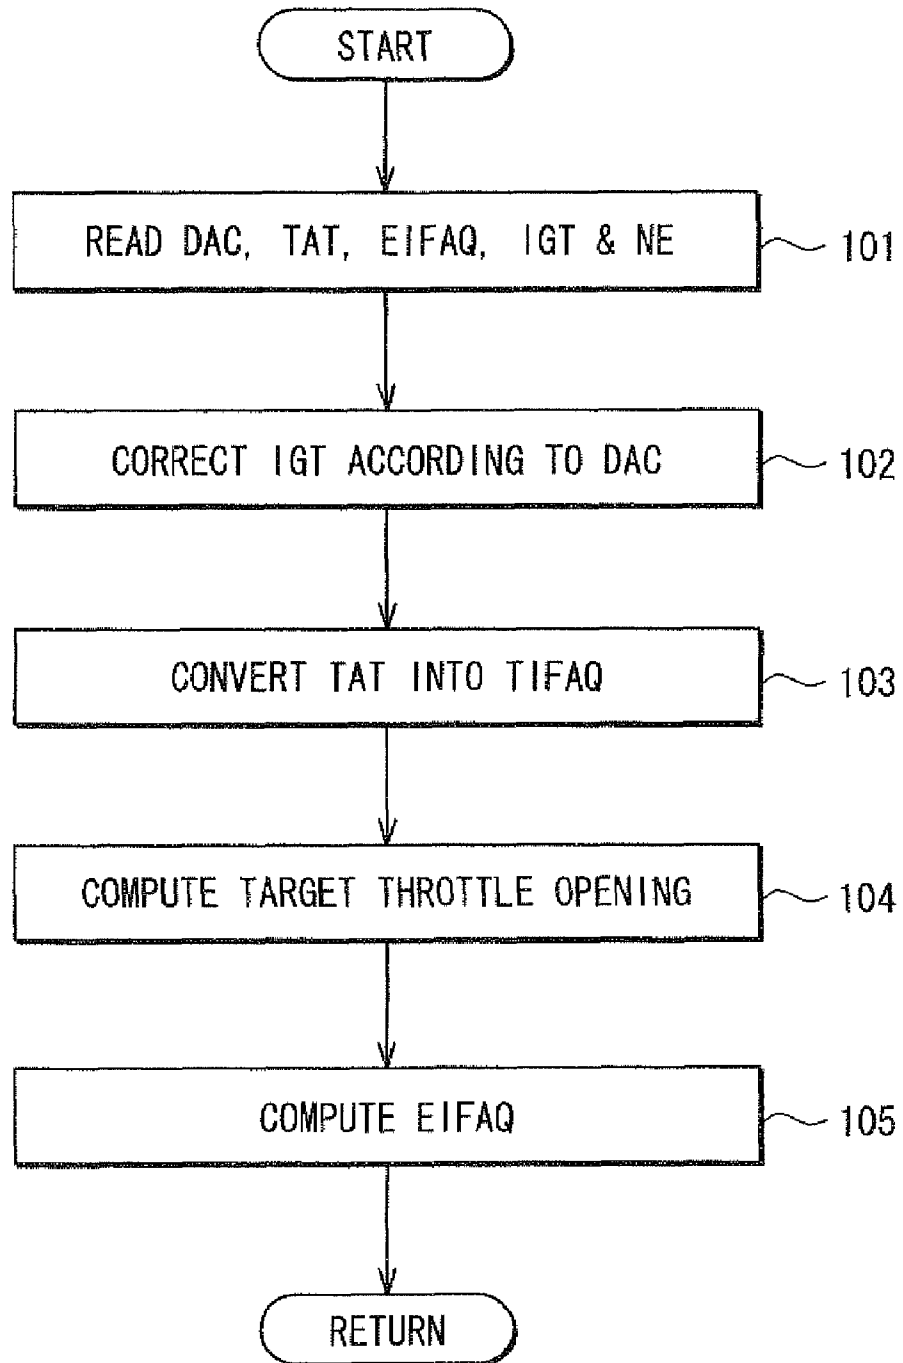 START
READ DAC, TAT, EIFAQ, IGT & NE
101
CORRECT IGT ACCORDING TO DAC
102
CONVERT TAT INTO TIFAQ
103
COMPUTE TARGET THROTTLE OPENING
104
COMPUTE EIFAQ
105
RETURN